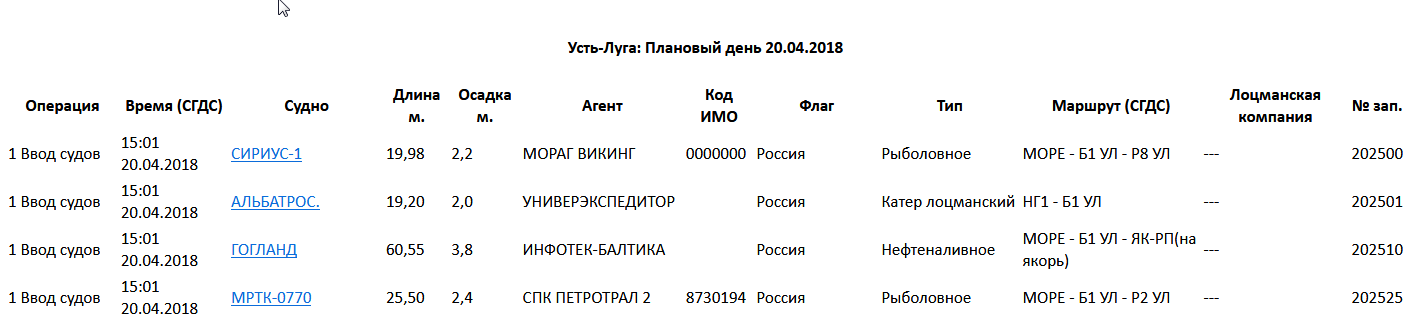 Усть-Луга: Плановый день 20.04.2018
Операция Время (СГДС) Судно Длина м. Осадка м. Агент Код ИМО Флаг Тип Маршрут (СГДС) Лоцманская компания № зап.
1 Ввод судов 15:01 20.04.2018 СИРИУС-1 19,98 2,2 МОРАГ ВИКИНГ 0000000 Россия Рыболовное МОРЕ - Б1 УЛ - Р8 УЛ --- 202500
1 Ввод судов 15:01 20.04.2018 АЛЬБАТРОС. 19,20 2,0 УНИВЕРЭКСПЕДИТОР Россия Катер лоцманский НГ1 - Б1 УЛ --- 202501
1 Ввод судов 15:01 20.04.2018 ГОГЛАНД 60,55 3,8 ИНФОТЕК-БАЛТИКА Россия Нефтеналивное МОРЕ - Б1 УЛ - ЯК-РП(на якорь) --- 202510
1 Ввод судов 15:01 20.04.2018 МРТК-0770 25,50 2,4 СПК ПЕТРОТРАЛ 2 8730194 Россия Рыболовное МОРЕ - Б1 УЛ - Р2 УЛ --- 202525